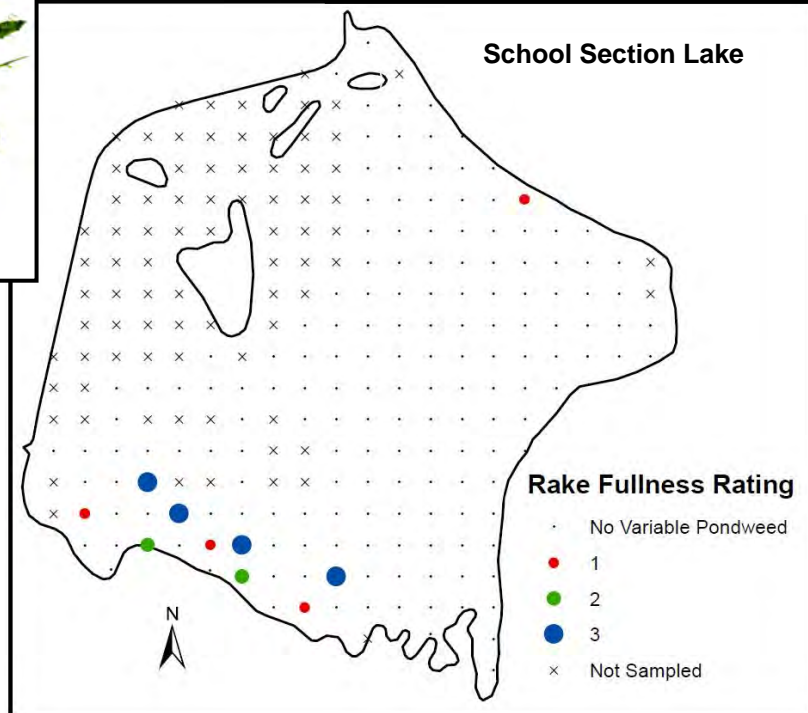 School Section Lake
Rake Fullness Rating
No Variable Pondweed
1
2
3
Not Sampled
N